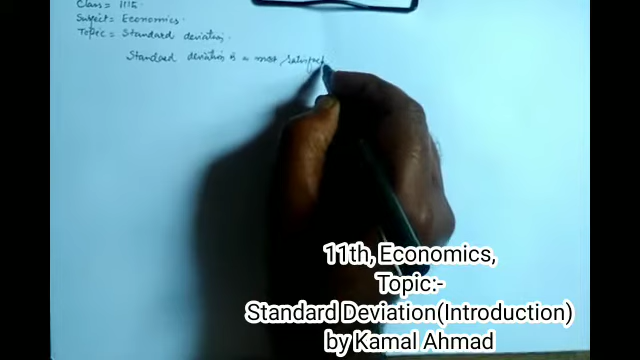 Class = 11th.
Subject = Economics.
Topic = Standard deviation.
Standard deviation is a most satisfact
11th, Economics,
Topic:-
Standard Deviation(Introduction)
by Kamal Ahmad